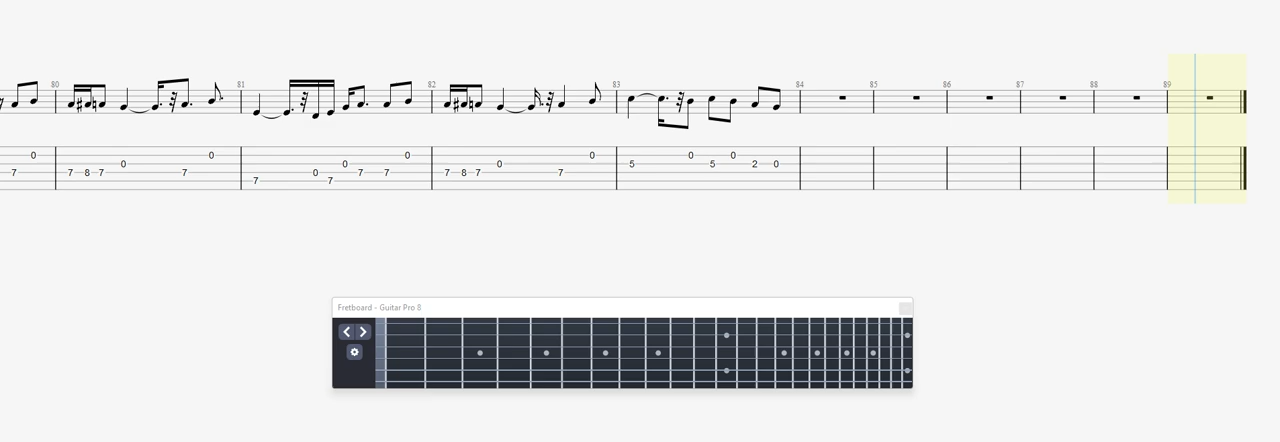 80 81 82 83 84 85 86 87 88 89
0 0 0 0 0 0
0 0 0 5 5 2 0
7 7 8 7 7 0 7 7 7 8 7 7
7 7
Fretboard - Guitar Pro 8